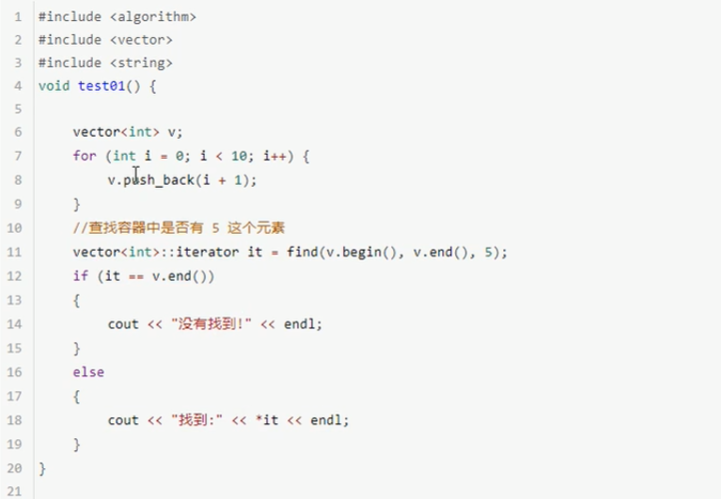 1 #include <algorithm>
2 #include <vector>
3 #include <string>
4 void test01() {
5
6 vector<int> v;
7 for (int i = 0; i < 10; i++) {
8 v.push_back(i + 1);
9 }
10 //查找容器中是否有 5 这个元素
11 vector<int>::iterator it = find(v.begin(), v.end(), 5);
12 if (it == v.end())
13 {
14 cout << "没有找到!" << endl;
15 }
16 else
17 {
18 cout << "找到:" << *it << endl;
19 }
20 }
21